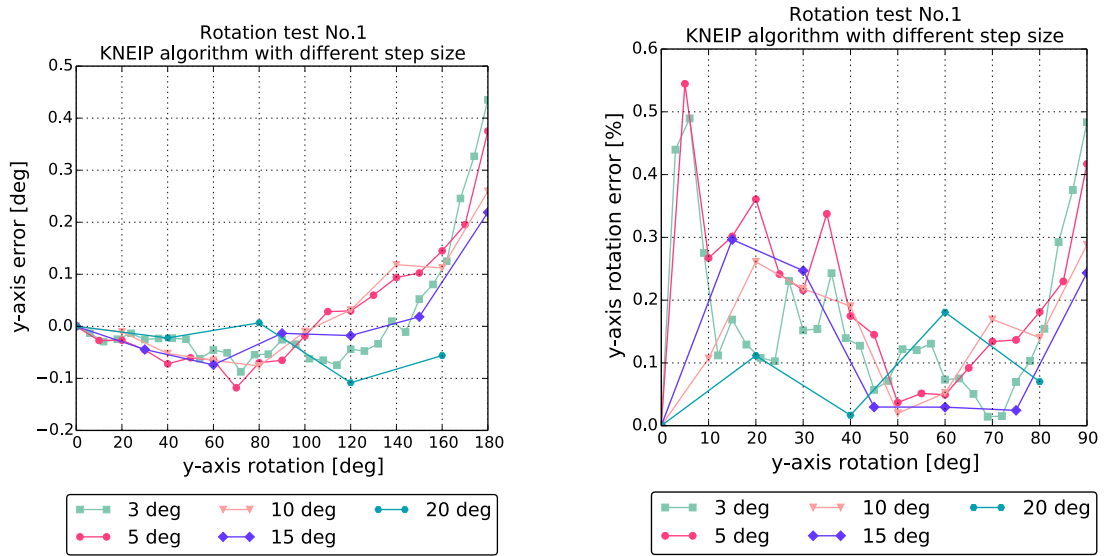 Rotation test No.1
KNEIP algorithm with different step size
0.5
0.4
0.3
0.2
0.1
0.0
−0.1
−0.2
y-axis error [deg]
0 20 40 60 80 100 120 140 160 180
y-axis rotation [deg]
3 deg 10 deg 20 deg
5 deg 15 deg
Rotation test No.1
KNEIP algorithm with different step size
0.6
0.5
0.4
0.3
0.2
0.1
0.0
y-axis rotation error [%]
0 10 20 30 40 50 60 70 80 90
y-axis rotation [deg]
3 deg 10 deg 20 deg
5 deg 15 deg